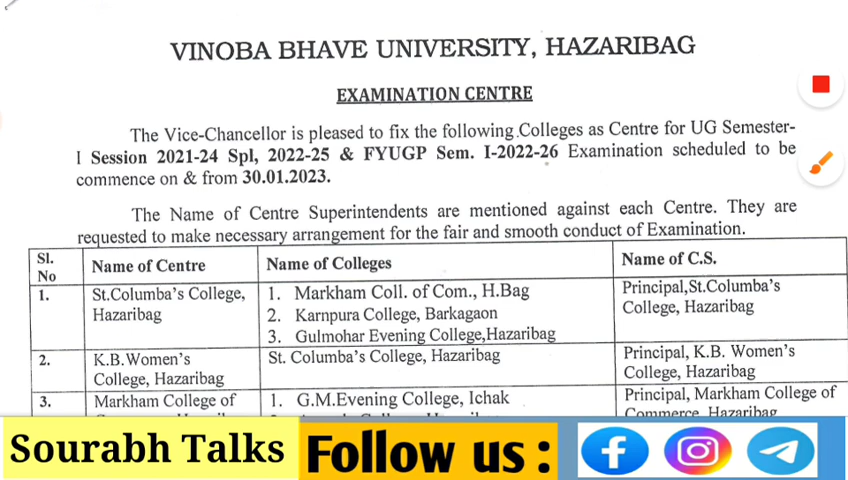 VINOBA BHAVE UNIVERSITY, HAZARIBAG
EXAMINATION CENTRE
The Vice-Chancellor is pleased to fix the following Colleges as Centre for UG Semester-
I Session 2021-24 Spl, 2022-25 & FYUGP Sem. I-2022-26 Examination scheduled to be
commence on & from 30.01.2023.
The Name of Centre Superintendents are mentioned against each Centre. They are
requested to make necessary arrangement for the fair and smooth conduct of Examination.
Sl. No Name of Centre Name of Colleges Name of C.S.
1. St.Columba's College, 1. Markham Coll. of Com., H.Bag Principal,St.Columba's
Hazaribag 2. Karnpura College, Barkagaon College, Hazaribag
3. Gulmohar Evening College,Hazaribag
2. K.B.Women's St. Columba's College, Hazaribag Principal, K.B. Women's
College, Hazaribag College, Hazaribag
3. Markham College of 1. G.M.Evening College, Ichak Principal, Markham College of
Commerce, Hazaribag
Sourabh Talks Follow us :